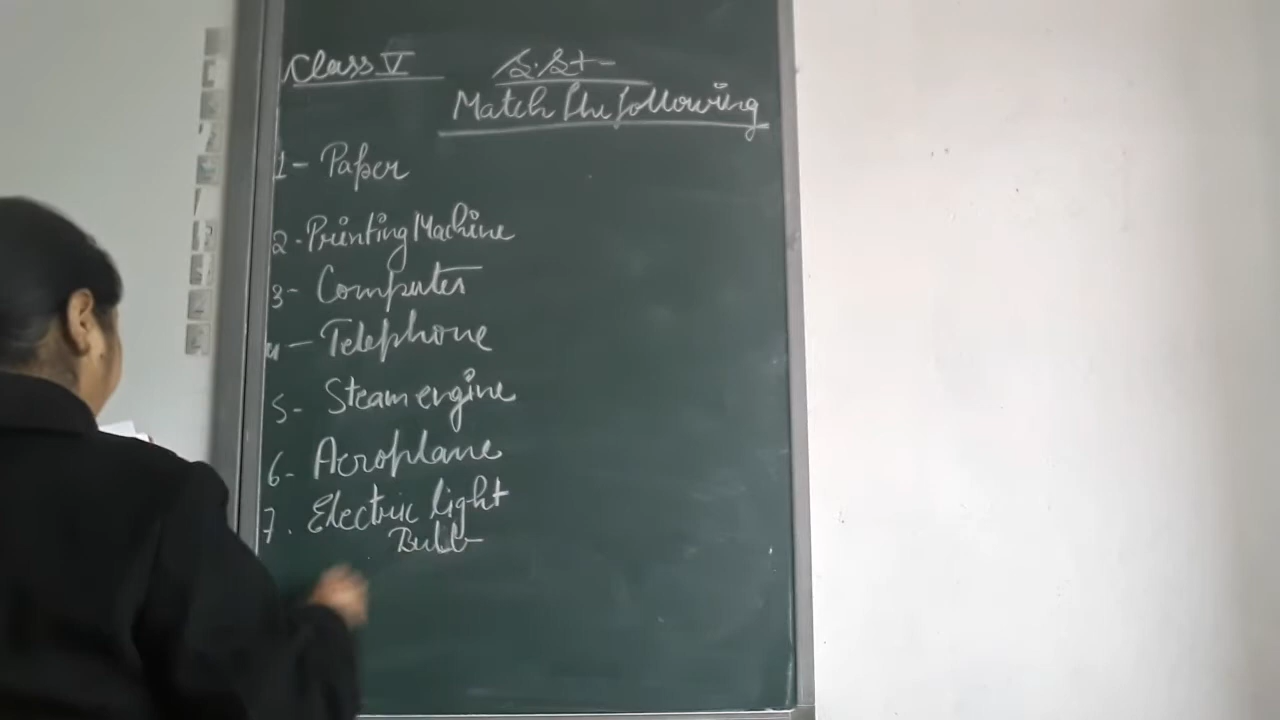 Class V S.St-
Match the following
1- Paper
2. Printing Machine
3- Computer
4- Telephone
5- Steam engine
6- Aeroplane
7. Electric light
Bulb